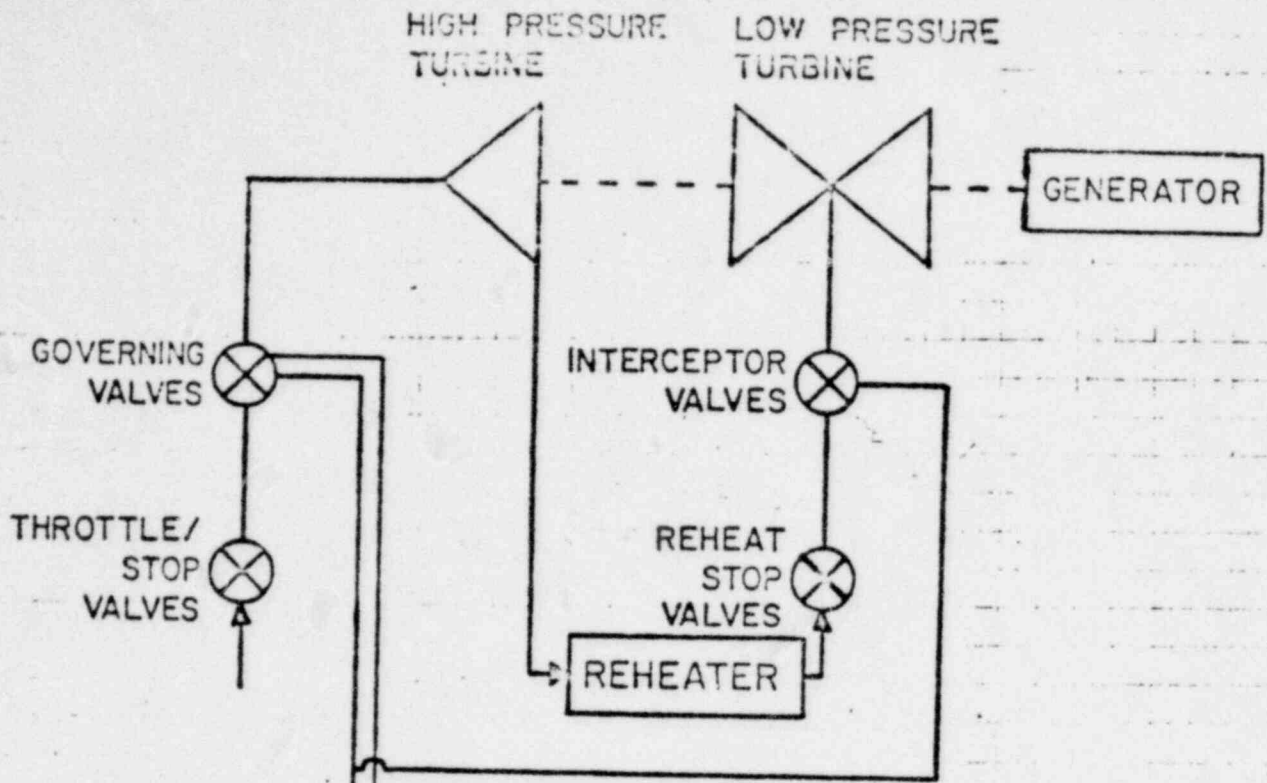 HIGH PRESSURE
TURBINE
LOW PRESSURE
TURBINE
GENERATOR
GOVERNING
VALVES
INTERCEPTOR
VALVES
THROTTLE/
STOP
VALVES
REHEAT
STOP
VALVES
REHEATER